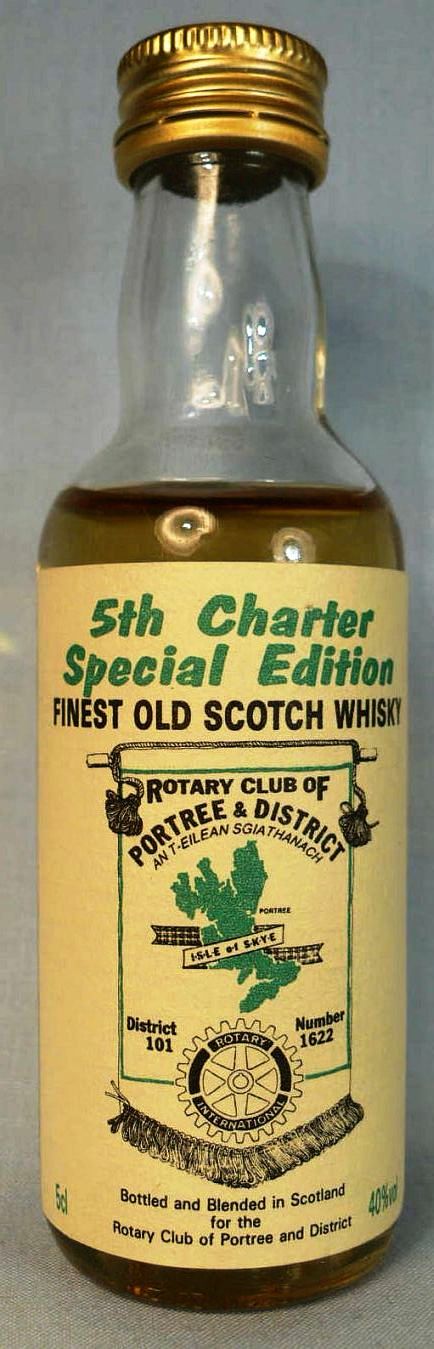 5th Charter
Special Edition
FINEST OLD SCOTCH WHISKY
ROTARY CLUB OF
PORTREE & DISTRICT
AN T-EILEAN SGIATHANACH
PORTREE
ISLE of SKYE
District
101
Number
1622
ROTARY
INTERNATIONAL
5cl
40%vol
Bottled and Blended in Scotland
for the
Rotary Club of Portree and District